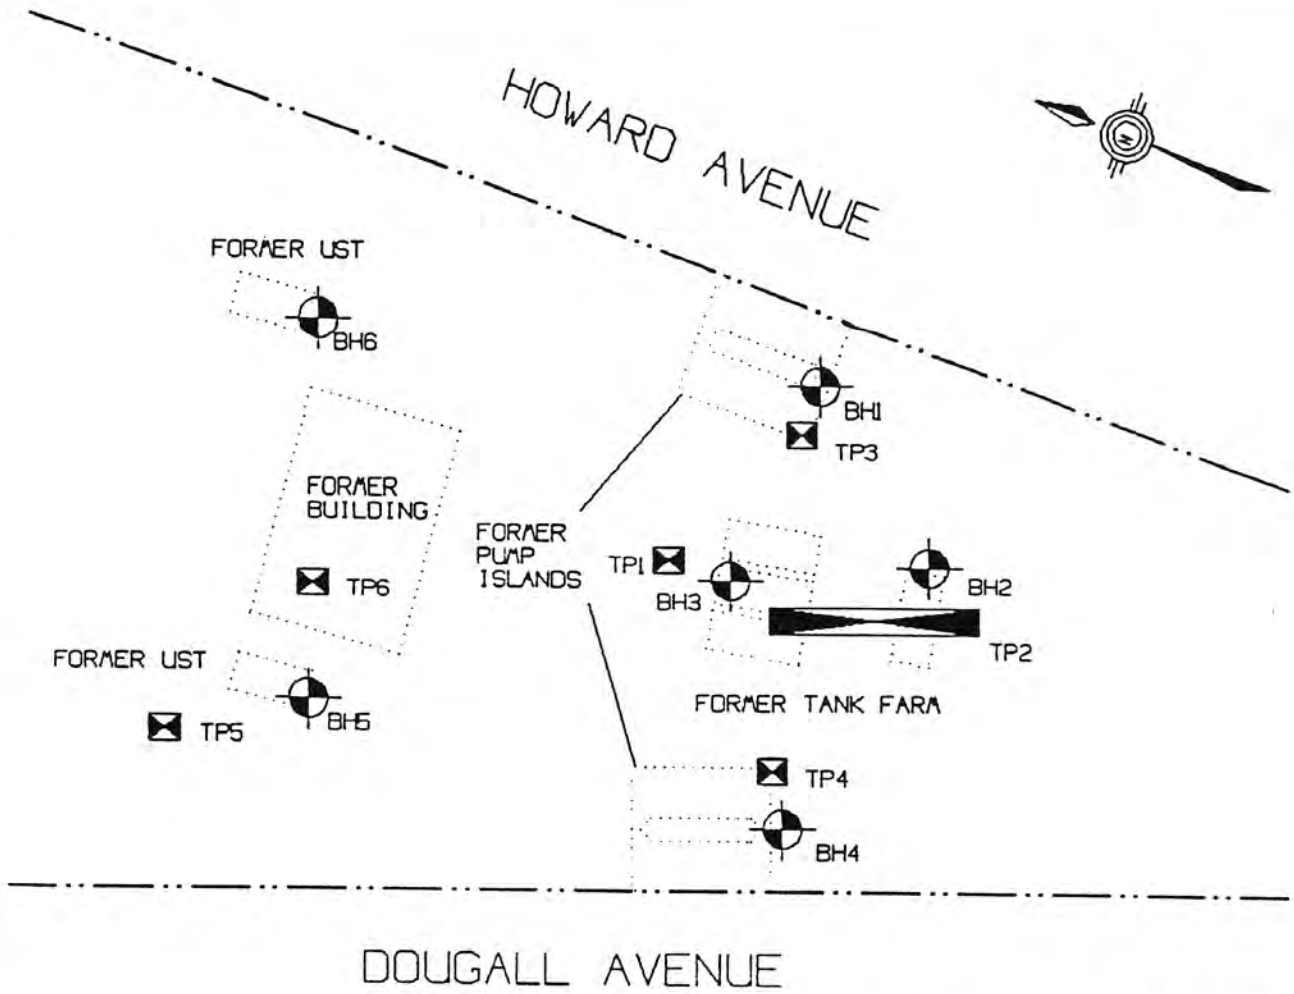 HOWARD AVENUE
N
FORMER UST
BH6
BH1
TP3
FORMER
BUILDING
FORMER
PUMP
ISLANDS
TP1
BH3
BH2
TP6
TP2
FORMER UST
FORMER TANK FARM
BH5
TP5
TP4
BH4
DOUGALL AVENUE